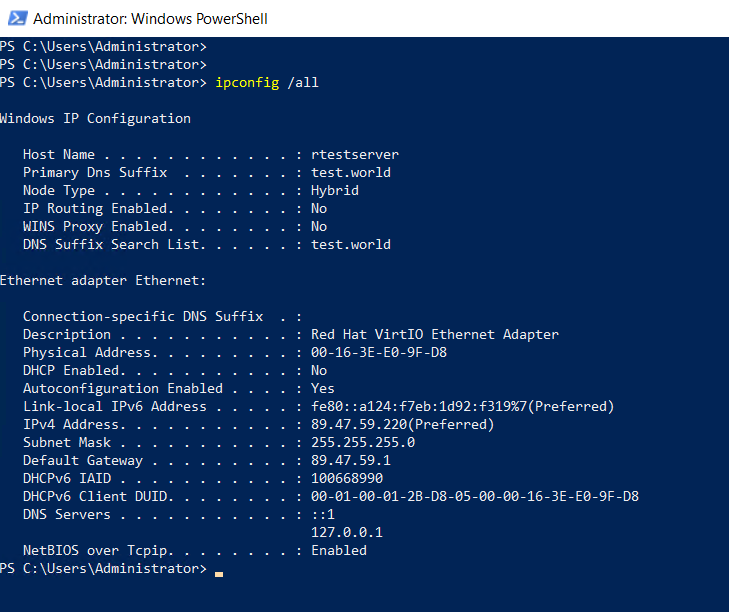 Administrator: Windows PowerShell
PS C:\Users\Administrator>
PS C:\Users\Administrator>
PS C:\Users\Administrator> ipconfig /all
Windows IP Configuration
Host Name . . . . . . . . . . . . : rtestserver
Primary Dns Suffix  . . . . . . . : test.world
Node Type . . . . . . . . . . . . : Hybrid
IP Routing Enabled. . . . . . . . : No
WINS Proxy Enabled. . . . . . . . : No
DNS Suffix Search List. . . . . . : test.world
Ethernet adapter Ethernet:
Connection-specific DNS Suffix  . :
Description . . . . . . . . . . . : Red Hat VirtIO Ethernet Adapter
Physical Address. . . . . . . . . : 00-16-3E-E0-9F-D8
DHCP Enabled. . . . . . . . . . . : No
Autoconfiguration Enabled . . . . : Yes
Link-local IPv6 Address . . . . . : fe80::a124:f7eb:1d92:f319%7(Preferred)
IPv4 Address. . . . . . . . . . . : 89.47.59.220(Preferred)
Subnet Mask . . . . . . . . . . . : 255.255.255.0
Default Gateway . . . . . . . . . : 89.47.59.1
DHCPv6 IAID . . . . . . . . . . . : 100668990
DHCPv6 Client DUID. . . . . . . . : 00-01-00-01-2B-D8-05-00-00-16-3E-E0-9F-D8
DNS Servers . . . . . . . . . . . : ::1
127.0.0.1
NetBIOS over Tcpip. . . . . . . . : Enabled
PS C:\Users\Administrator>